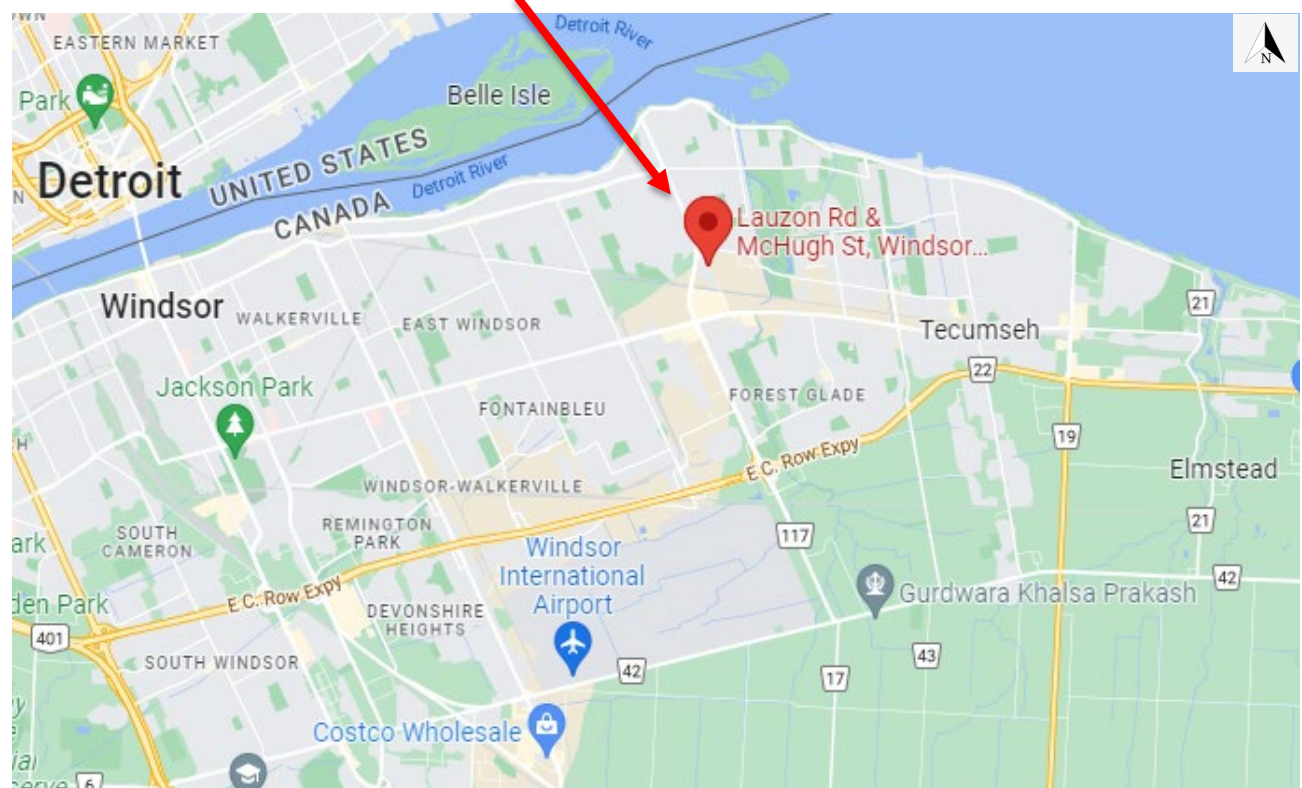 Detroit River
EASTERN MARKET
N
Park
Belle Isle
UNITED STATES
Detroit River
Detroit
N
CANADA
Lauzon Rd &
McHugh St, Windsor...
Windsor
WALKERVILLE
EAST WINDSOR
21
Tecumseh
22
Jackson Park
FOREST GLADE
FONTAINBLEU
H
19
E.C. Row Expy
Elmstead
WINDSOR-WALKERVILLE
SOUTH
CAMERON
REMINGTON
PARK
117
21
ark
Windsor
International
Airport
42
Gurdwara Khalsa Prakash
E.C. Row Expy
den Park
DEVONSHIRE
HEIGHTS
401
SOUTH WINDSOR
42
43
17
Costco Wholesale
6